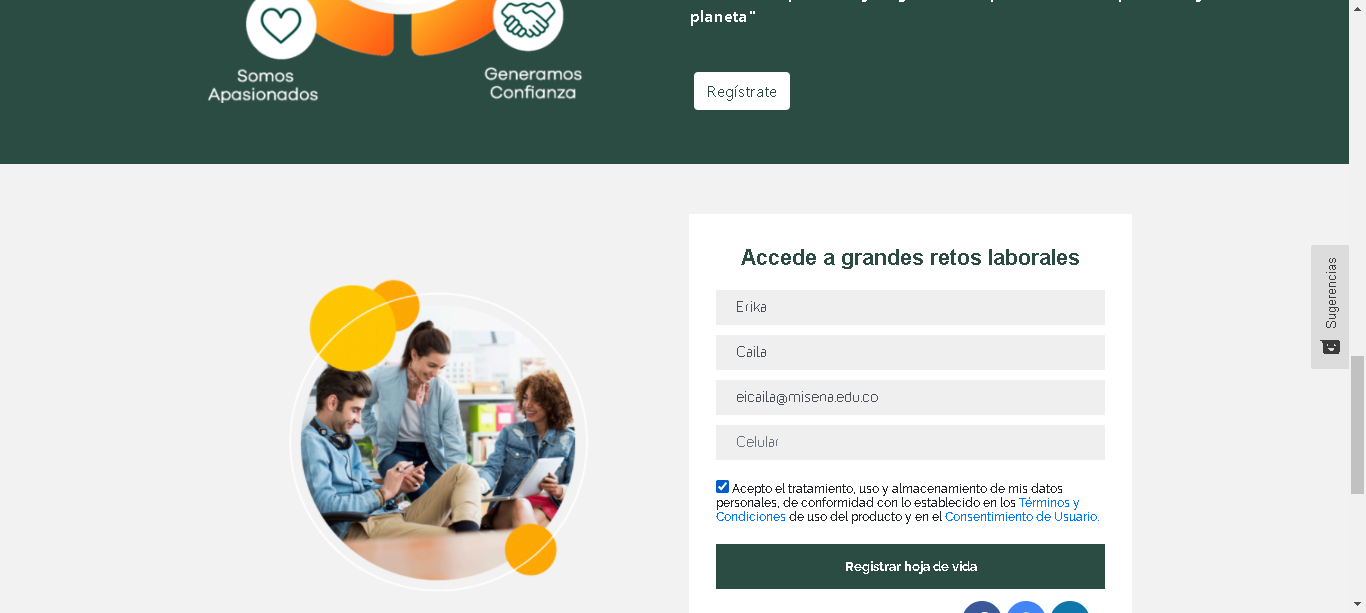 planeta"
Somos
Apasionados
Generamos
Confianza
Regístrate
Accede a grandes retos laborales
Erika
Caila
eicaila@misena.edu.co
Celular
Acepto el tratamiento, uso y almacenamiento de mis datos
personales, de conformidad con lo establecido en los Términos y
Condiciones de uso del producto y en el Consentimiento de Usuario.
Registrar hoja de vida
Sugerencias